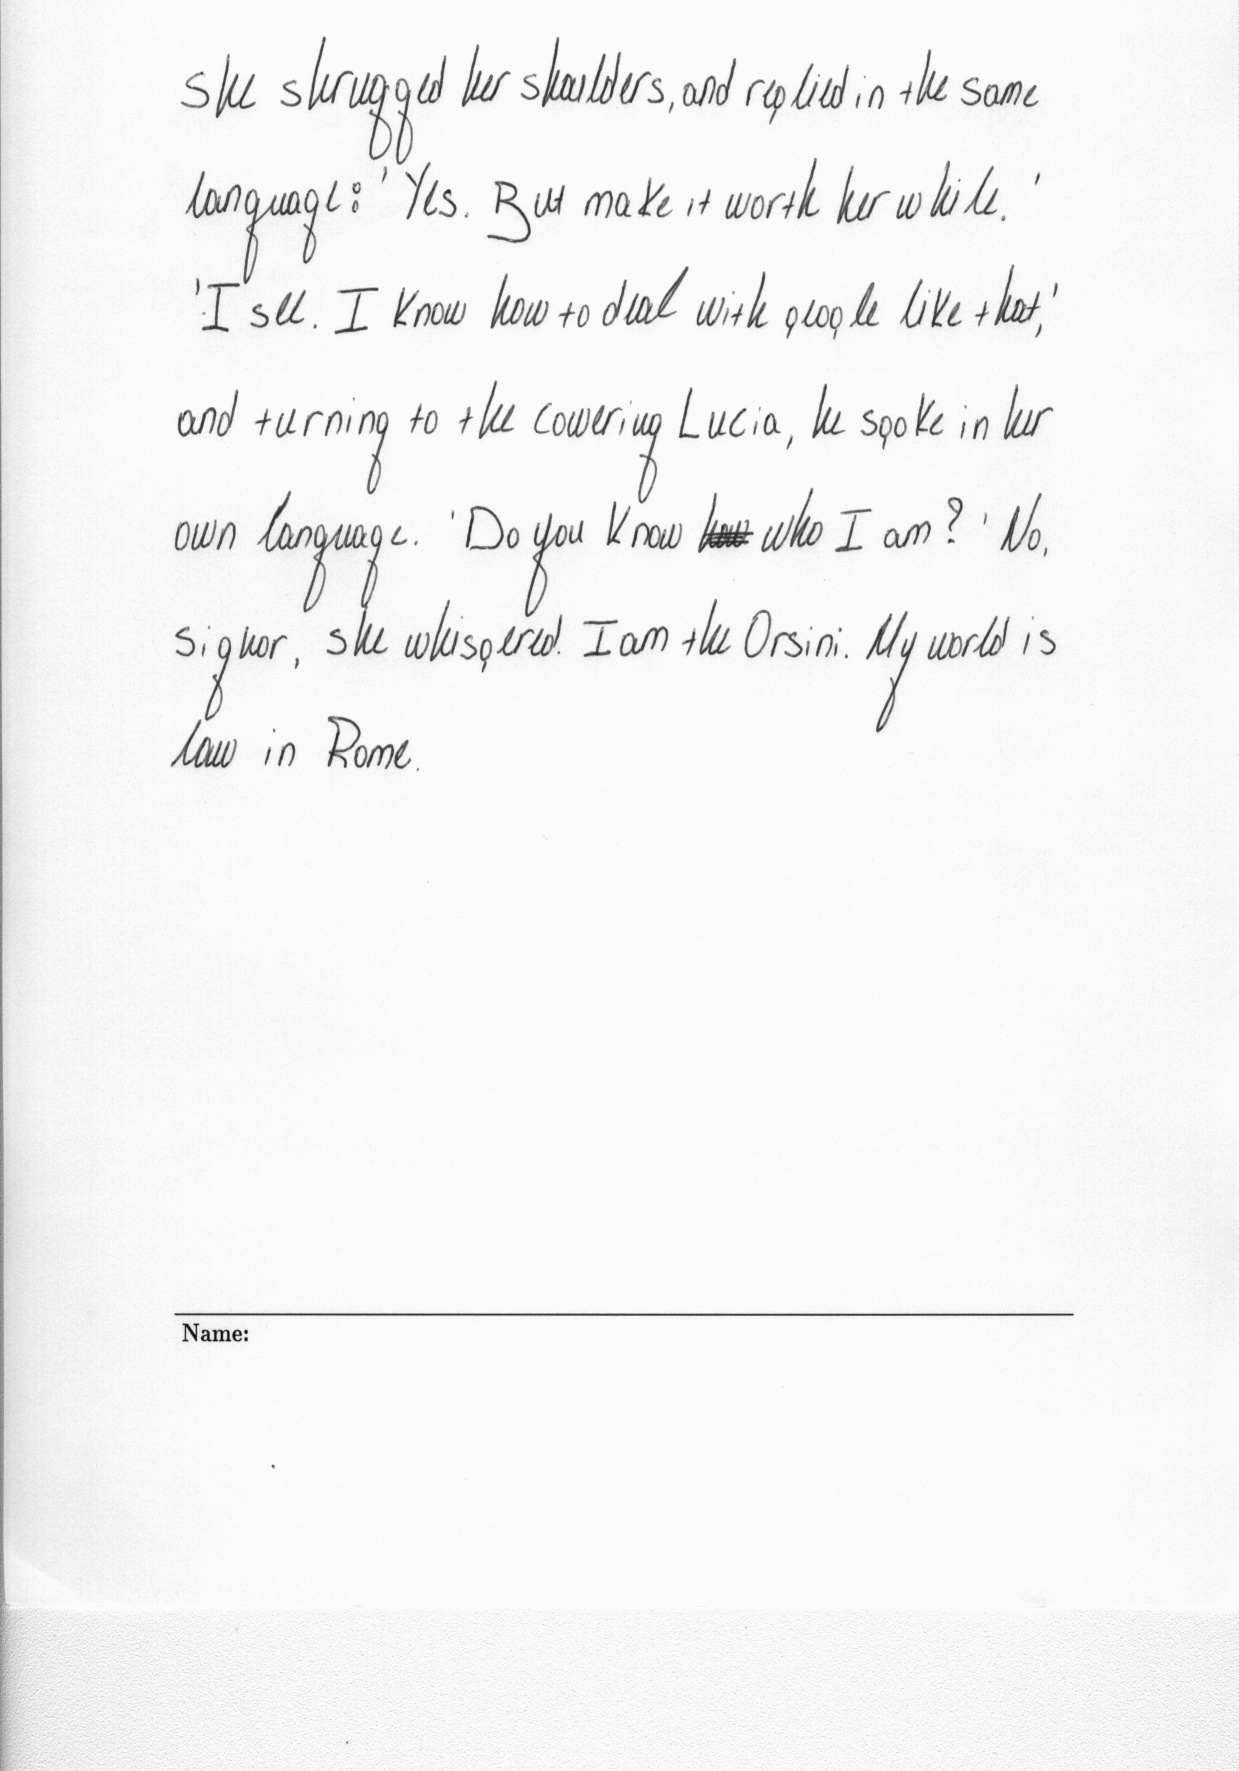 She shrugged her shoulders, and replied in the same
language: 'Yes. But make it worth her while.'
'I see. I know how to deal with people like that,'
and turning to the cowering Lucia, he spoke in her
own language. 'Do you know who I am? 'No,
signor, she whispered. I am the Orsini. My world is
law in Rome.
Name: